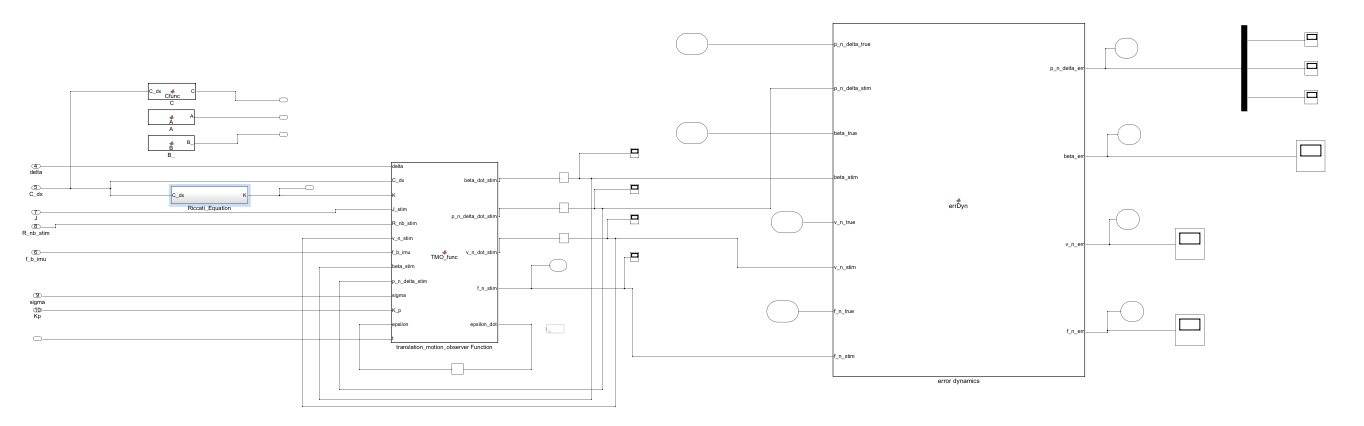 C_dx
Cfunc
C
C
A
A
A
B_
B
B_
4
delta
5
C_dx
C_dx
K
Riccati_Equation
7
J
8
R_nb_stim
6
f_b_imu
9
sigma
10
Kp
delta
C_dx
K
J_stim
R_nb_stim
v_n_stim
f_b_imu
beta_stim
p_n_delta_stim
sigma
K_p
epsilon
TMO_func
beta_dot_stim
p_n_delta_dot_stim
v_n_dot_stim
f_n_stim
epsilon_dot
translation_motion_observer Function
p_n_delta_true
p_n_delta_stim
beta_true
beta_stim
v_n_true
v_n_stim
f_n_true
f_n_stim
errDyn
p_n_delta_err
beta_err
v_n_err
f_n_err
error dynamics